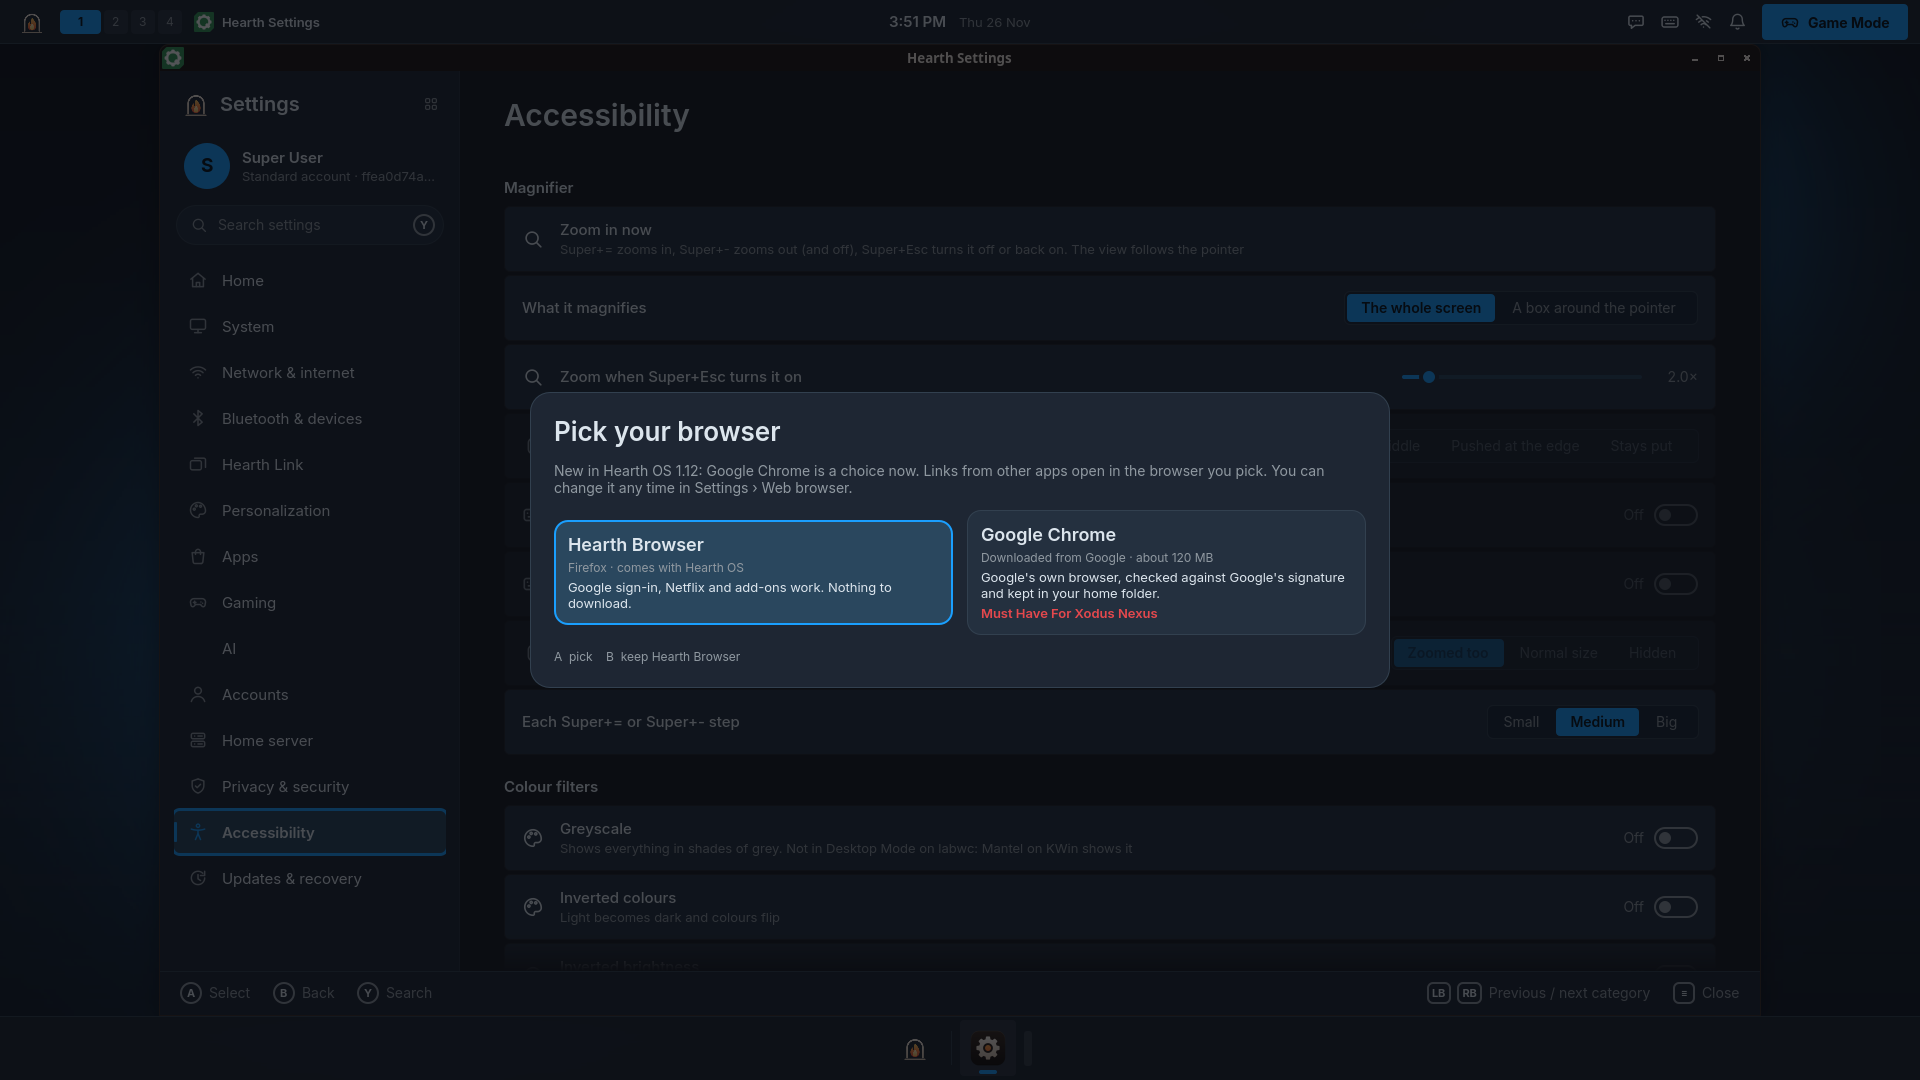 1 2 3 4 Hearth Settings
3:51 PM Thu 26 Nov
Game Mode
Hearth Settings
Settings
S
Super User
Standard account · ffea0d74a...
Search settings Y
Home
System
Network & internet
Bluetooth & devices
Hearth Link
Personalization
Apps
Gaming
AI
Accounts
Home server
Privacy & security
Accessibility
Updates & recovery
Accessibility
Magnifier
Zoom in now
Super+= zooms in, Super+- zooms out (and off), Super+Esc turns it off or back on. The view follows the pointer
What it magnifies
The whole screen A box around the pointer
Zoom when Super+Esc turns it on
2.0×
Pushed at the edge Stays put
Off
Off
Zoomed too Normal size Hidden
Pick your browser
New in Hearth OS 1.12: Google Chrome is a choice now. Links from other apps open in the browser you pick. You can
change it any time in Settings › Web browser.
Hearth Browser
Firefox · comes with Hearth OS
Google sign-in, Netflix and add-ons work. Nothing to
download.
Google Chrome
Downloaded from Google · about 120 MB
Google's own browser, checked against Google's signature
and kept in your home folder.
Must Have For Xodus Nexus
A pick B keep Hearth Browser
Each Super+= or Super+- step
Small Medium Big
Colour filters
Greyscale
Shows everything in shades of grey. Not in Desktop Mode on labwc: Mantel on KWin shows it
Off
Inverted colours
Light becomes dark and colours flip
Off
Inverted brightness
A Select B Back Y Search
LB RB Previous / next category ≡ Close